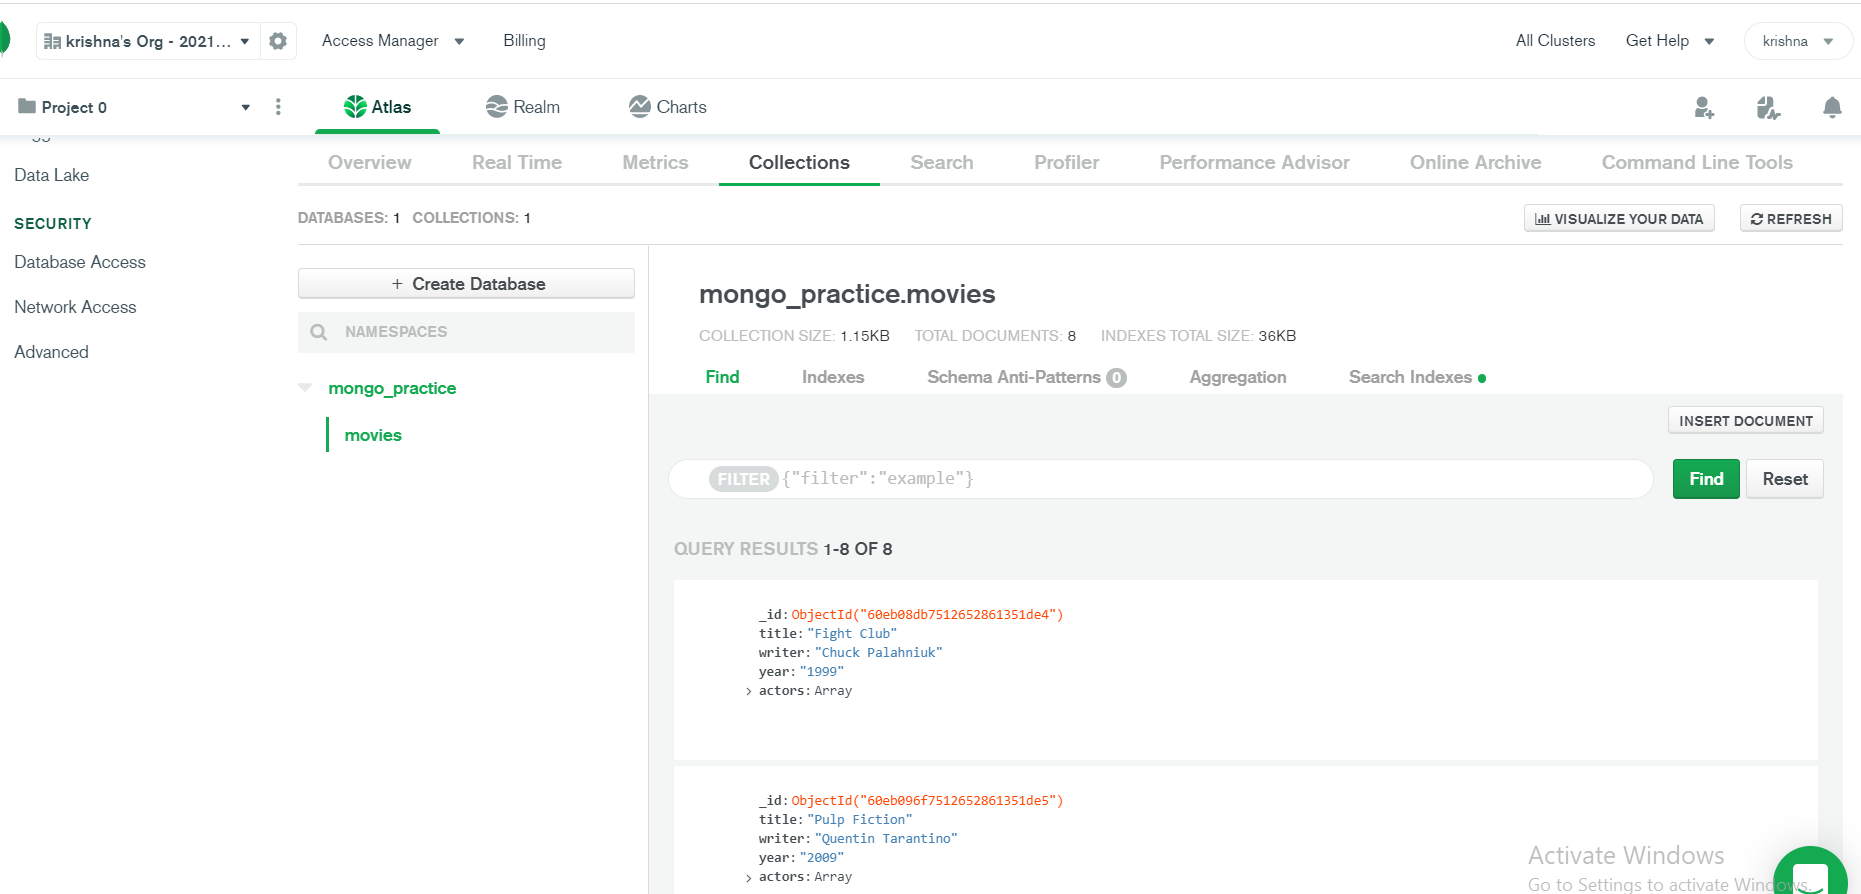 krishna's Org - 2021... Access Manager Billing All Clusters Get Help krishna
Project 0 Atlas Realm Charts
Data Lake
SECURITY
Database Access
Network Access
Advanced
Overview Real Time Metrics Collections Search Profiler Performance Advisor Online Archive Command Line Tools
DATABASES: 1 COLLECTIONS: 1 VISUALIZE YOUR DATA REFRESH
+ Create Database
NAMESPACES
mongo_practice
movies
mongo_practice.movies
COLLECTION SIZE: 1.15KB TOTAL DOCUMENTS: 8 INDEXES TOTAL SIZE: 36KB
Find Indexes Schema Anti-Patterns 0 Aggregation Search Indexes
INSERT DOCUMENT
FILTER {"filter":"example"} Find Reset
QUERY RESULTS 1-8 OF 8
_id: ObjectId("60eb08db7512652861351de4")
title: "Fight Club"
writer: "Chuck Palahniuk"
year: "1999"
> actors: Array
_id: ObjectId("60eb096f7512652861351de5")
title: "Pulp Fiction"
writer: "Quentin Tarantino"
year: "2009"
> actors: Array
Activate Windows
Go to Settings to activate Windows.